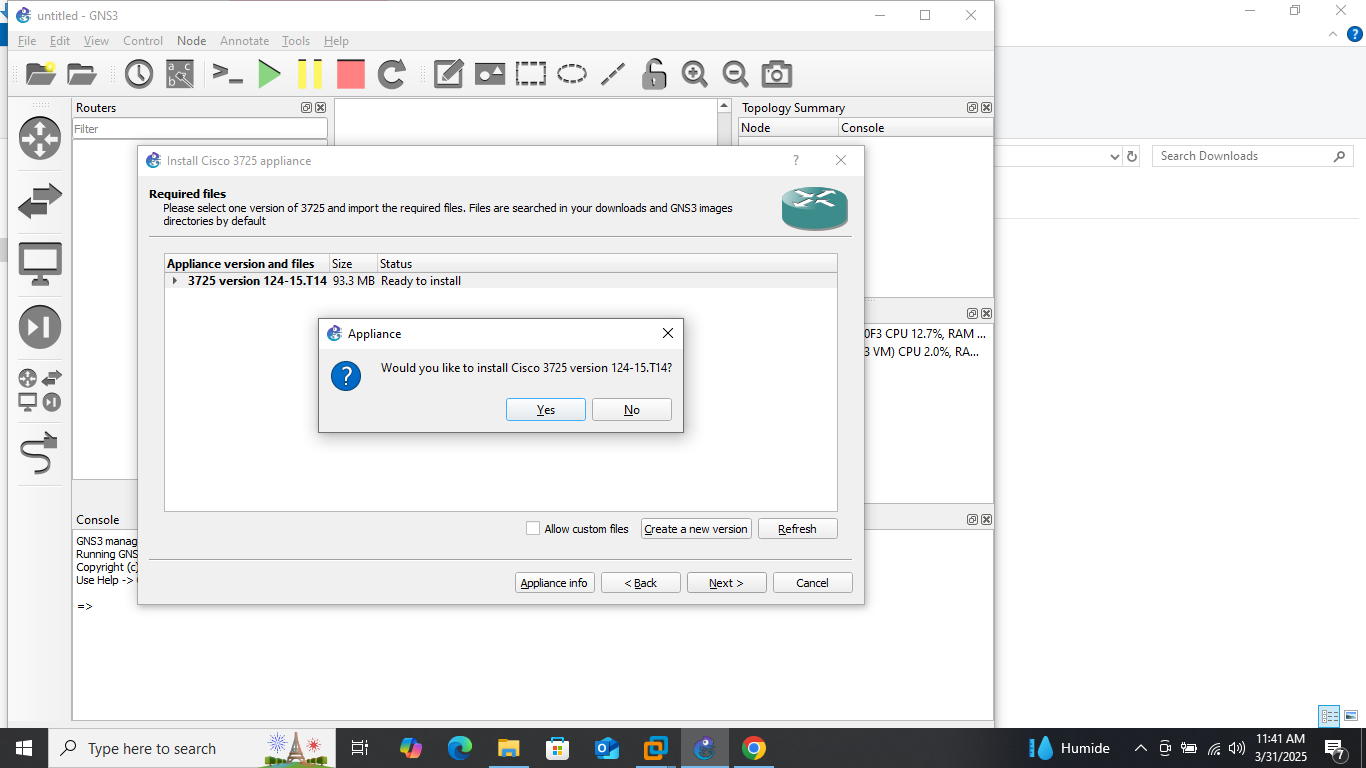 untitled - GNS3
File Edit View Control Node Annotate Tools Help
Routers
Filter
Topology Summary
Node Console
Search Downloads
Install Cisco 3725 appliance
?
Required files
Please select one version of 3725 and import the required files. Files are searched in your downloads and GNS3 images
directories by default
Appliance version and files Size Status
3725 version 124-15.T14 93.3 MB Ready to install
Appliance
Would you like to install Cisco 3725 version 124-15.T14?
Yes No
0F3 CPU 12.7%, RAM ...
3 VM) CPU 2.0%, RA...
Allow custom files Create a new version Refresh
Appliance info < Back Next > Cancel
Console
GNS3 manag
Running GNS
Copyright (c)
Use Help ->
=>
Type here to search
Humide
11:41 AM
3/31/2025
7